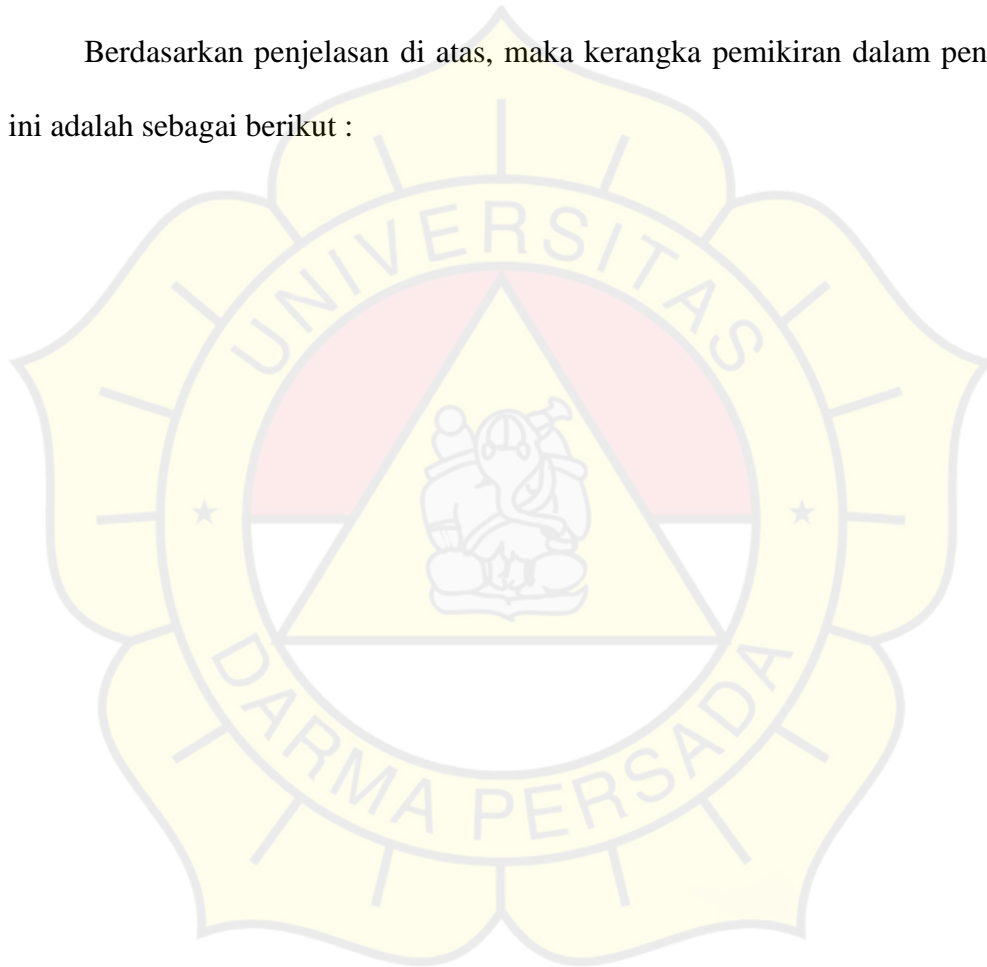 Berdasarkan penjelasan di atas, maka kerangka pemikiran dalam pen
ini adalah sebagai berikut :
UNIVERSITAS
DARMA PERSADA